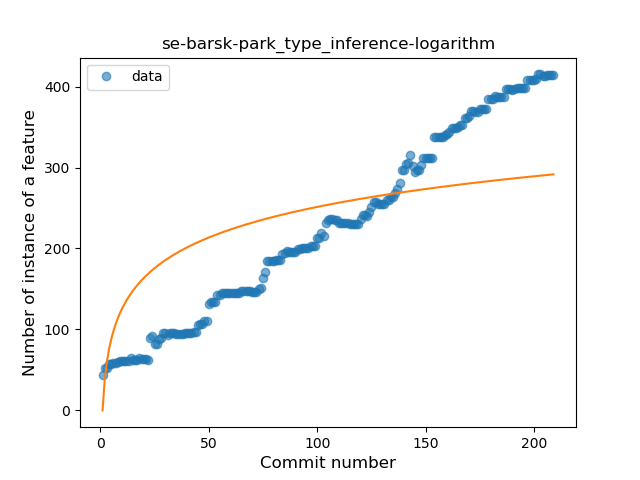 se-barsk-park_type_inference-logarithm
data
Number of instance of a feature
400
300
200
100
0
0 50 100 150 200
Commit number